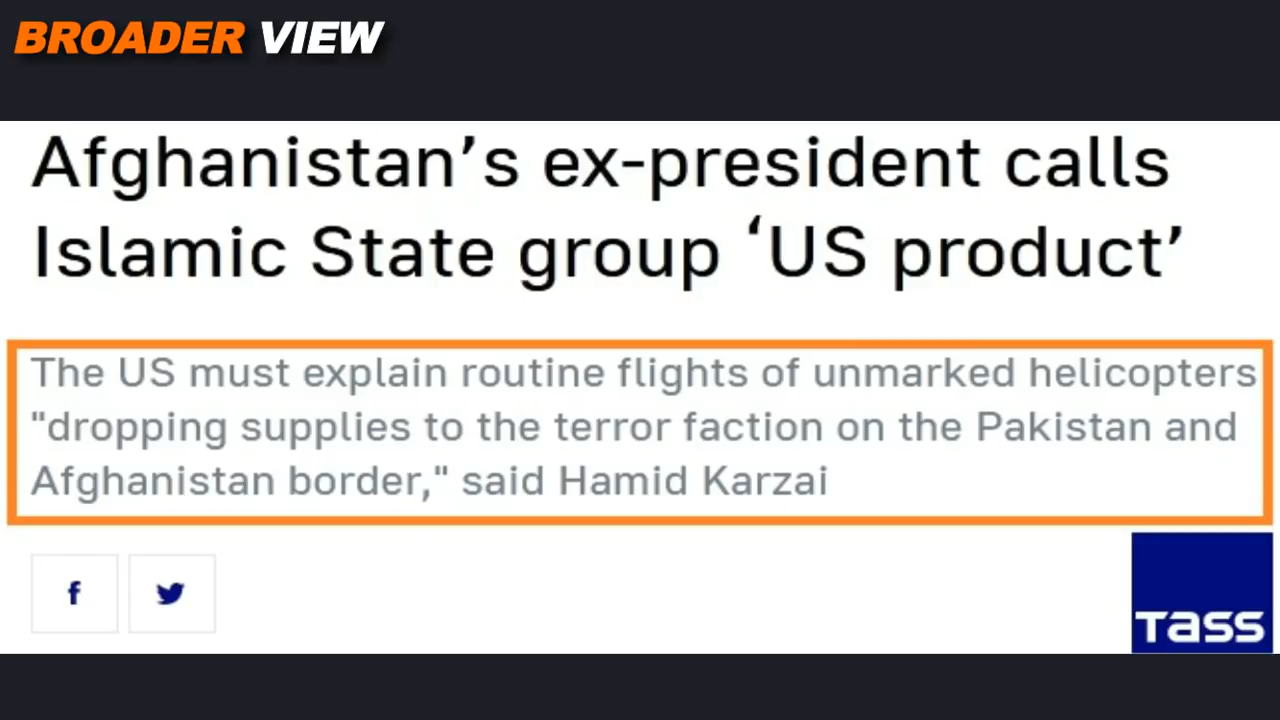 BROADER VIEW
Afghanistan’s ex-president calls
Islamic State group ‘US product’
The US must explain routine flights of unmarked helicopters
"dropping supplies to the terror faction on the Pakistan and
Afghanistan border," said Hamid Karzai
f
TASS